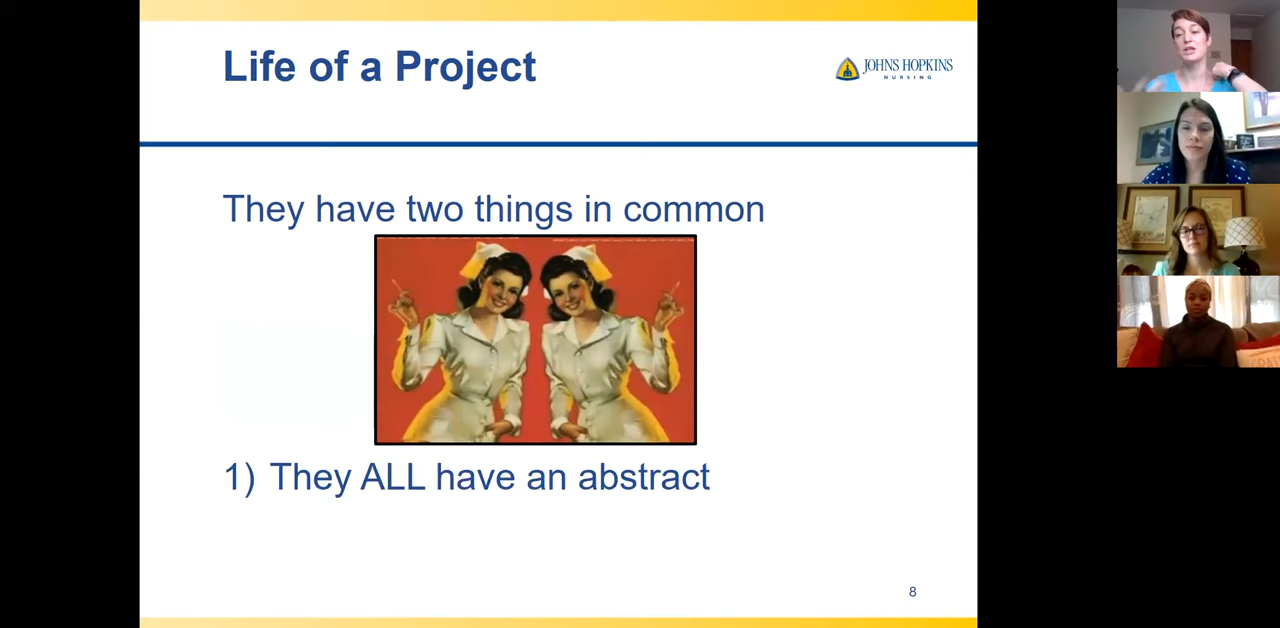 Life of a Project
JOHNS HOPKINS
NURSING
They have two things in common
1) They ALL have an abstract
8